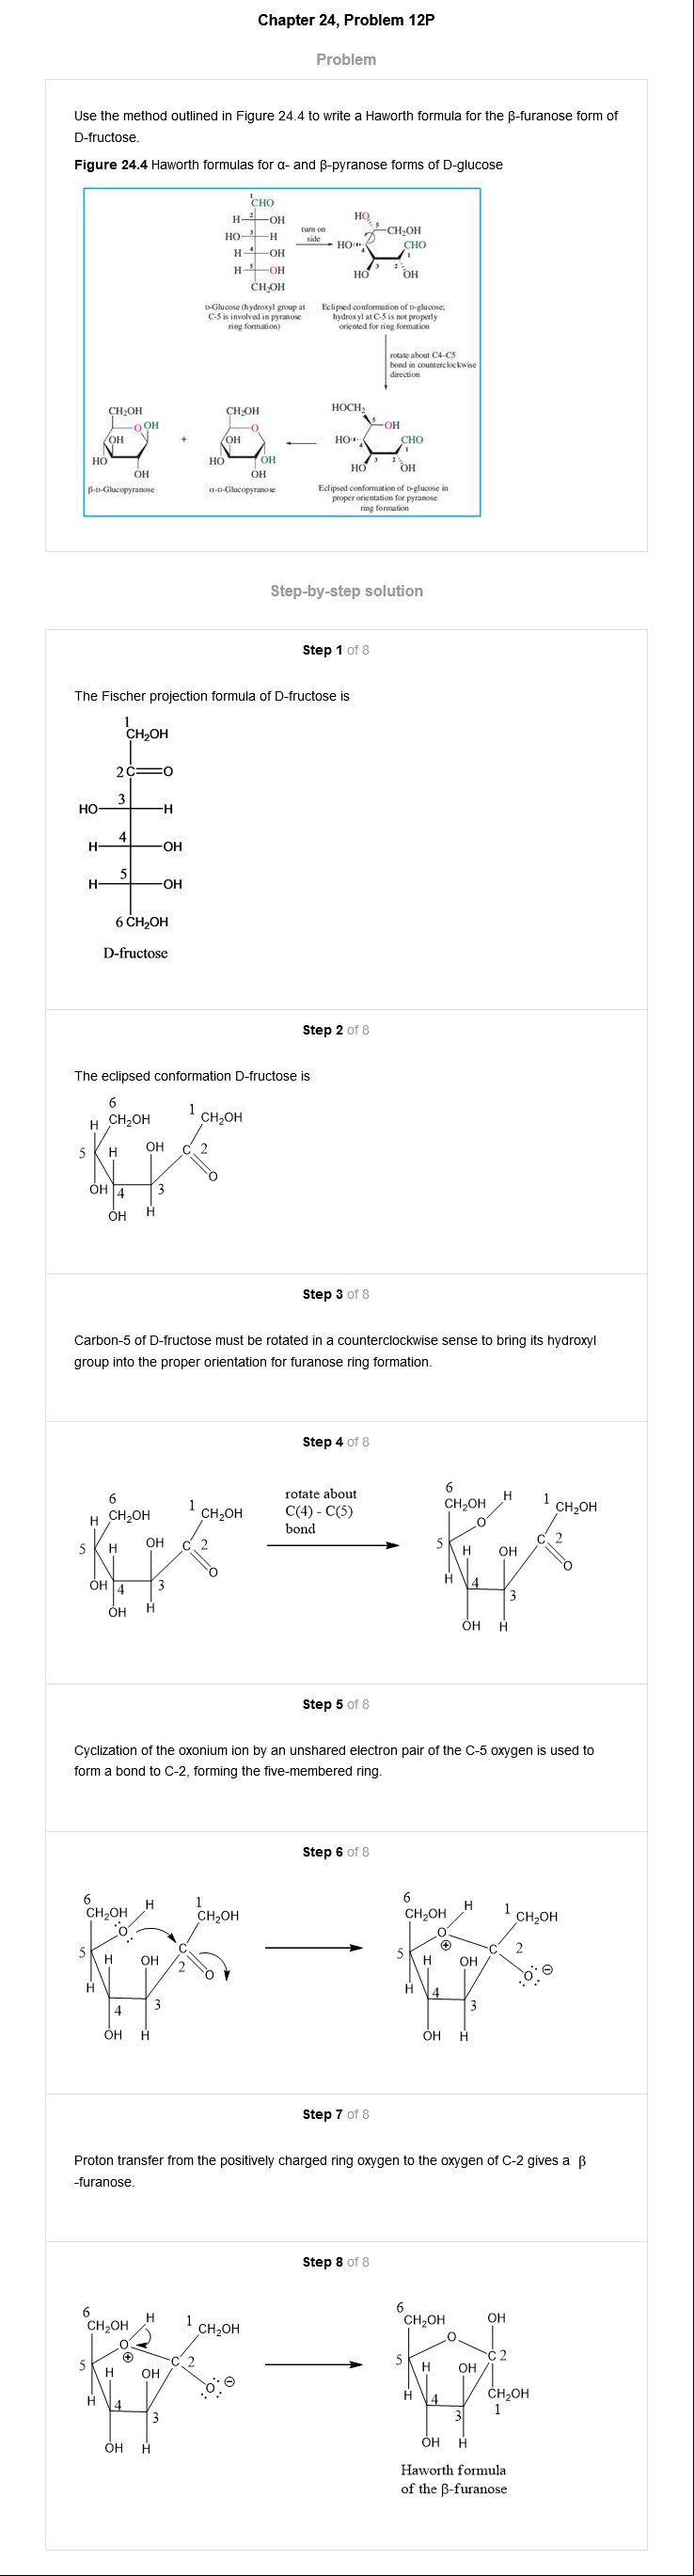 Chapter 24, Problem 12P
Problem
Use the method outlined in Figure 24.4 to write a Haworth formula for the β-furanose form of
D-fructose.
Figure 24.4 Haworth formulas for α- and β-pyranose forms of D-glucose
1
CHO
H 2 OH
HO 3 H
H 4 OH
H 5 OH
CH₂OH
turn on
side
HO
5
CH₂OH
HO
4
CHO
1
3 2
HO OH
D-Glucose (hydroxyl group at
C-5 is involved in pyranose
ring formation)
Eclipsed conformation of D-glucose;
hydroxyl at C-5 is not properly
oriented for ring formation
rotate about C4–C5
bond in counterclockwise
direction
CH₂OH
O OH
OH
HO
OH
β-D-Glucopyranose
+
CH₂OH
O
OH
HO OH
OH
α-D-Glucopyranose
HOCH₂
5
OH
HO
4
CHO
1
3 2
HO OH
Eclipsed conformation of D-glucose in
proper orientation for pyranose
ring formation
Step-by-step solution
Step 1 of 8
The Fischer projection formula of D-fructose is
1
CH₂OH
2 C O
3
HO H
4
H OH
5
H OH
6 CH₂OH
D-fructose
Step 2 of 8
The eclipsed conformation D-fructose is
6 1
H CH₂OH CH₂OH
5 H OH C 2
O
OH 4 3
OH H
Step 3 of 8
Carbon-5 of D-fructose must be rotated in a counterclockwise sense to bring its hydroxyl
group into the proper orientation for furanose ring formation.
Step 4 of 8
6 1
H CH₂OH CH₂OH
5 H OH C 2
O
OH 4 3
OH H
rotate about
C(4) - C(5)
bond
6 H 1
CH₂OH CH₂OH
O
5 H OH C 2
O
H 4 3
OH H
Step 5 of 8
Cyclization of the oxonium ion by an unshared electron pair of the C-5 oxygen is used to
form a bond to C-2, forming the five-membered ring.
Step 6 of 8
6 H 1
CH₂OH CH₂OH
O
5 H OH C 2
O
H
4 3
OH H
6 H 1
CH₂OH CH₂OH
O
⊕
5 H OH C 2
O ⊖
H 4 3
OH H
Step 7 of 8
Proton transfer from the positively charged ring oxygen to the oxygen of C-2 gives a β
-furanose.
Step 8 of 8
6 H 1
CH₂OH CH₂OH
O
⊕
5 H OH C 2
O ⊖
H 4 3
OH H
6
CH₂OH OH
O
5 H OH C 2
H 4 CH₂OH
3 1
OH H
Haworth formula
of the β-furanose